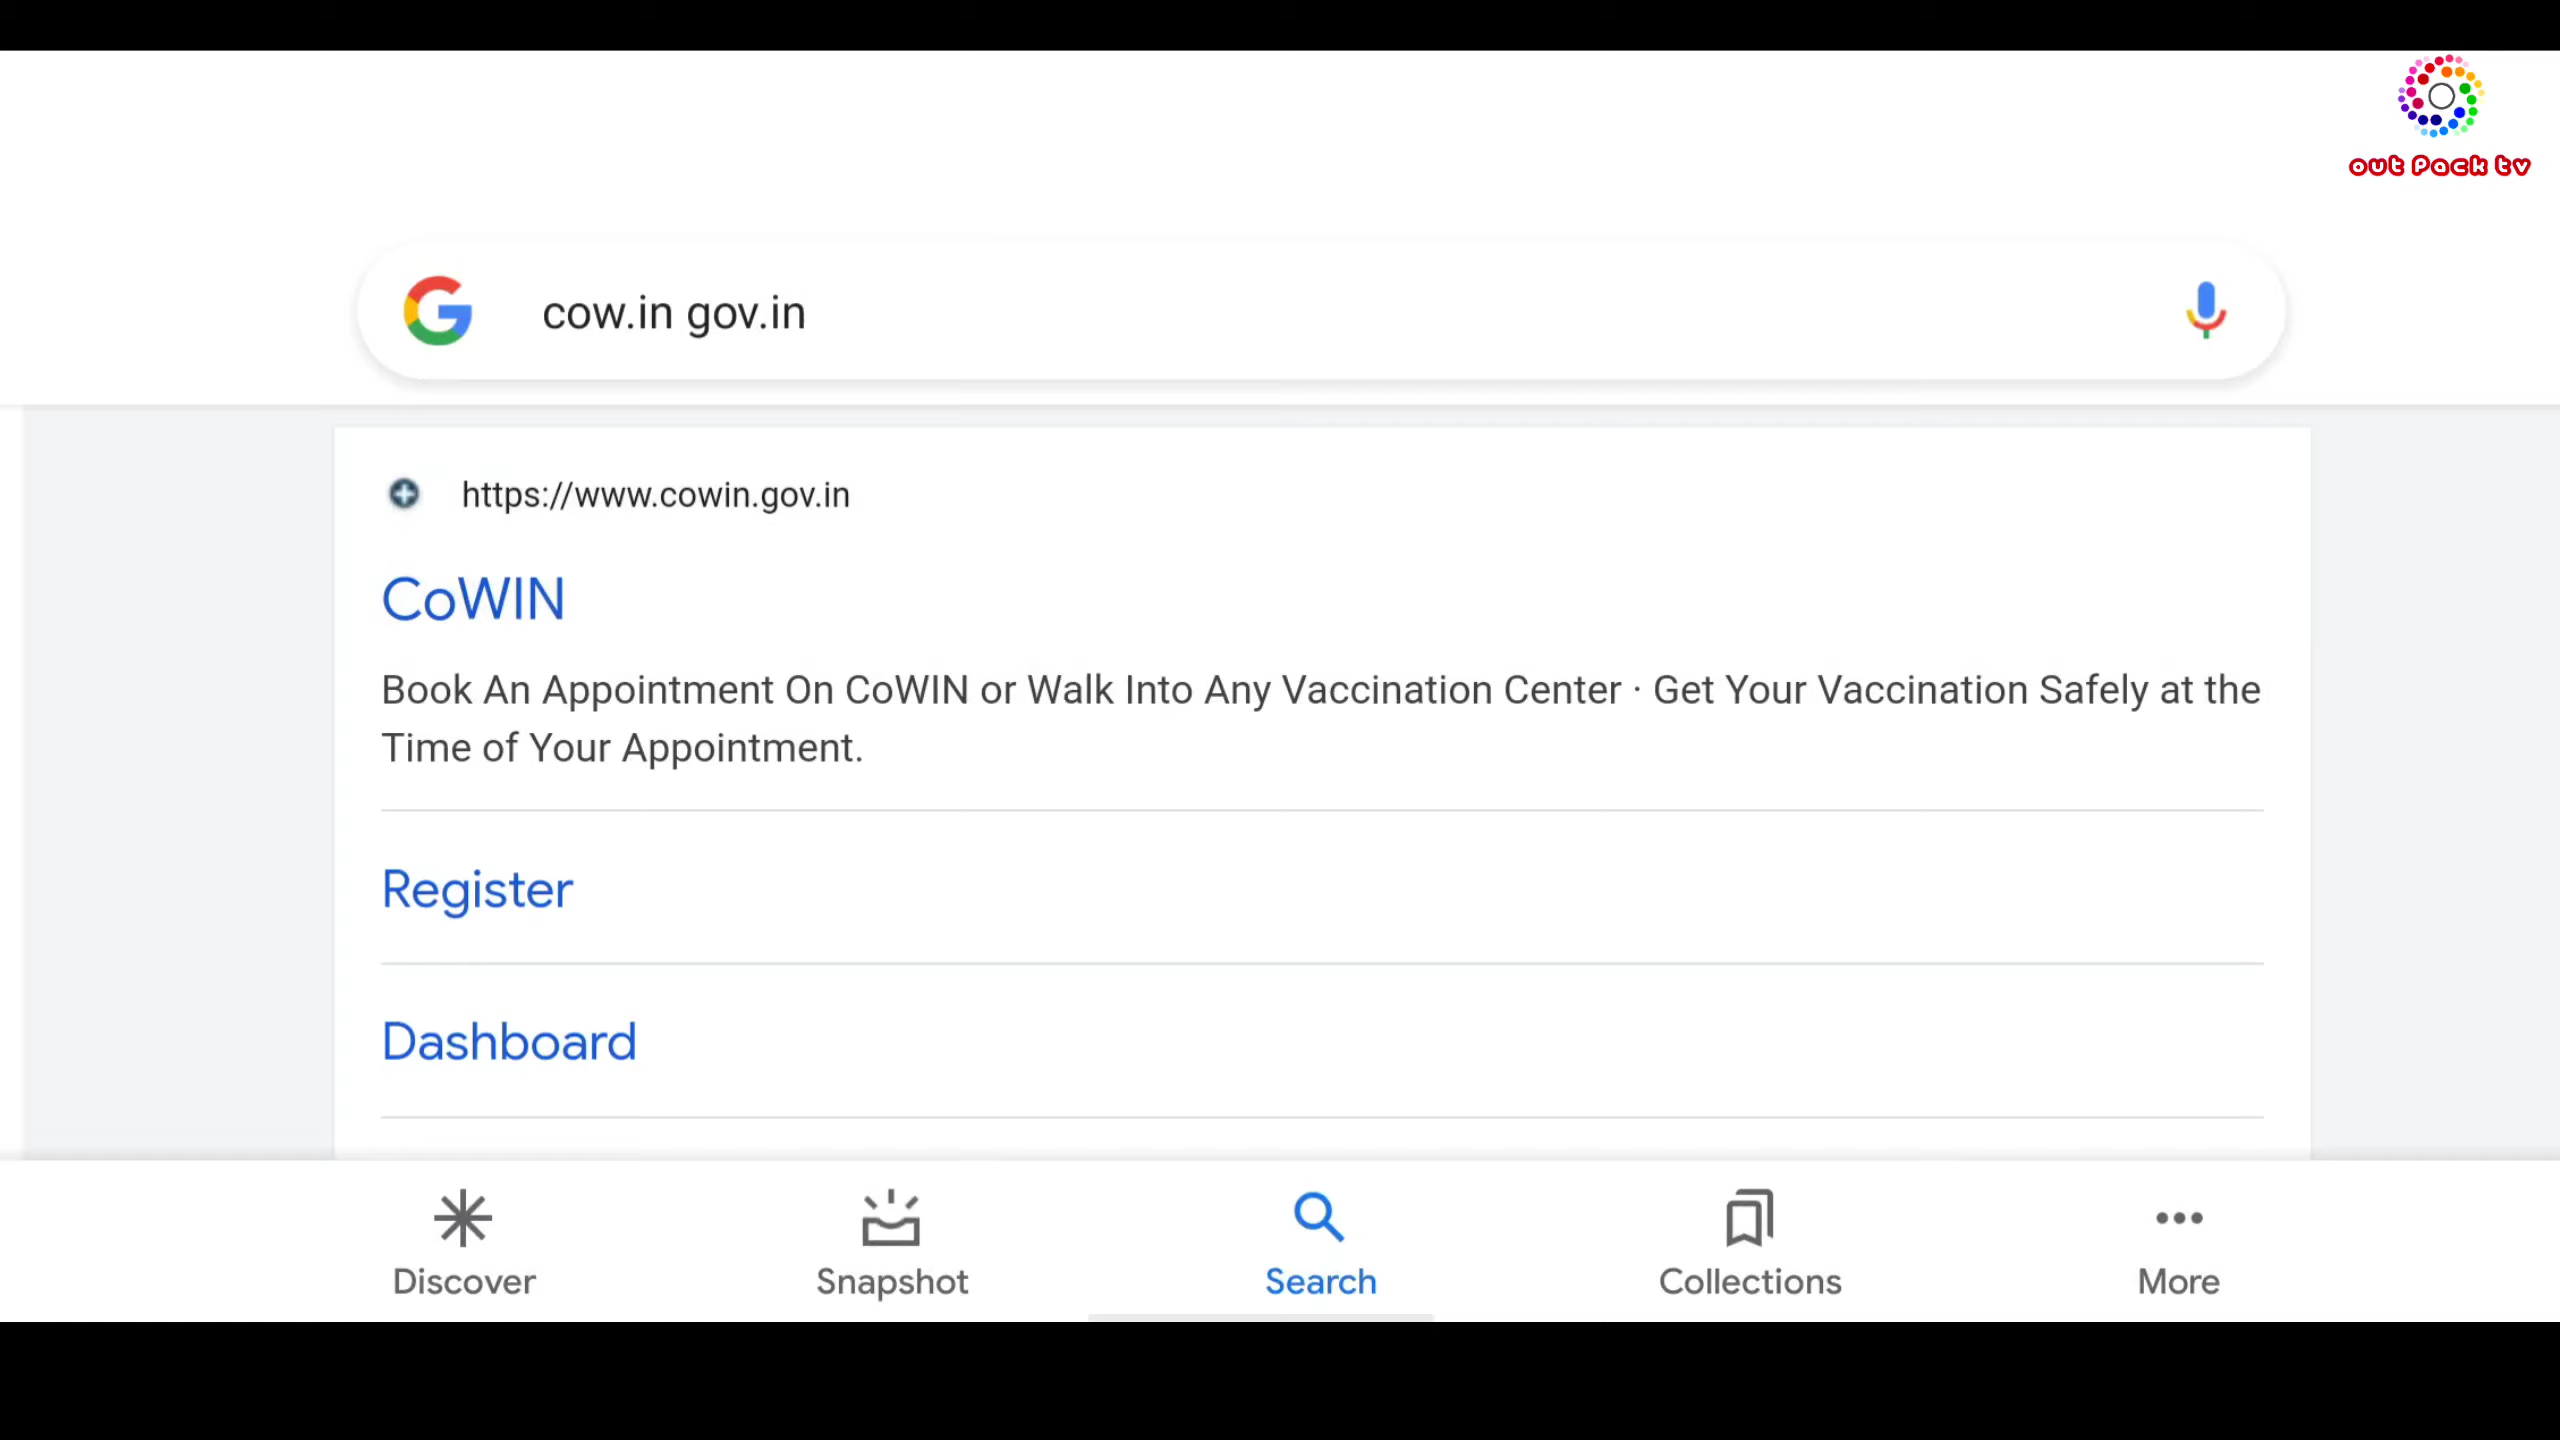 out Pack tv
cow.in gov.in
https://www.cowin.gov.in
CoWIN
Book An Appointment On CoWIN or Walk Into Any Vaccination Center · Get Your Vaccination Safely at the
Time of Your Appointment.
Register
Dashboard
Discover
Snapshot
Search
Collections
More